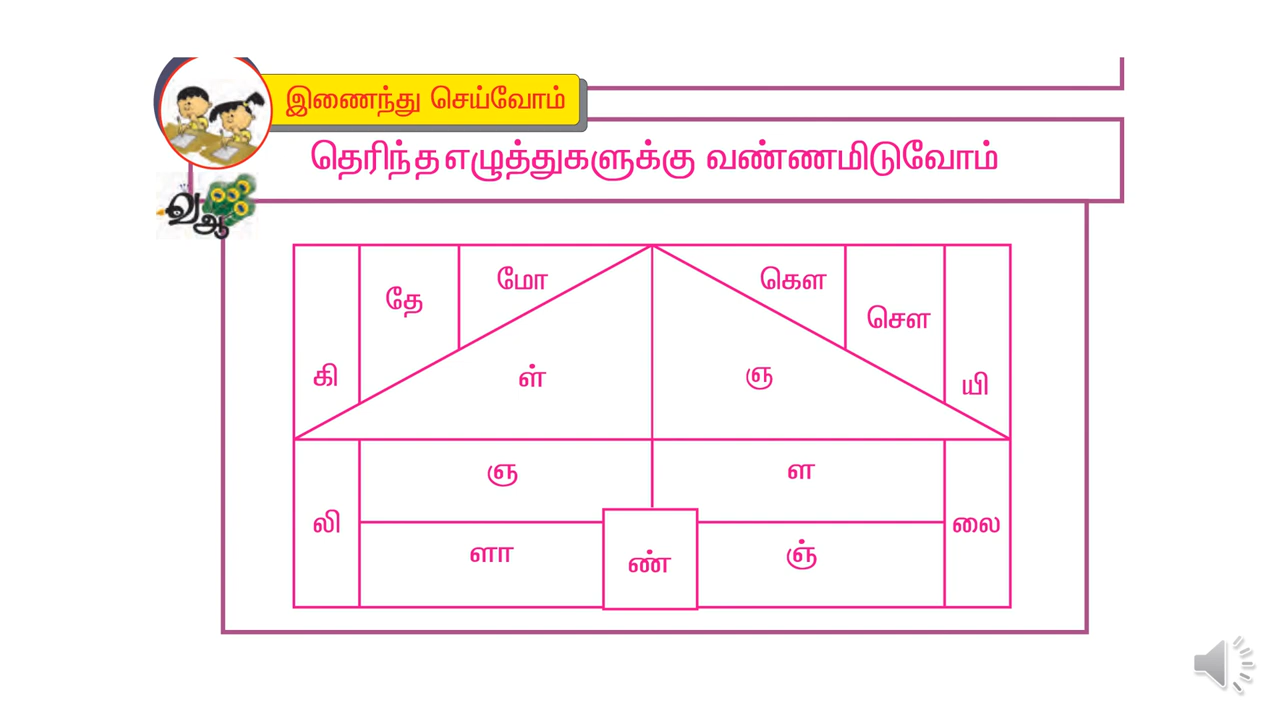 இணைந்து செய்வோம்
தெரிந்த எழுத்துகளுக்கு வண்ணமிடுவோம்
வ ஆ
மோ கௌ
தே சௌ
கி ள் ஞ யி
ஞ ள
லி லை
ளா ண் ஞ்